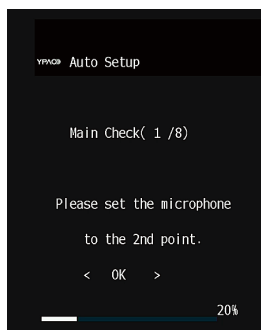 YPAO Auto Setup
Main Check( 1 /8)
Please set the microphone
to the 2nd point.
< OK >
20%